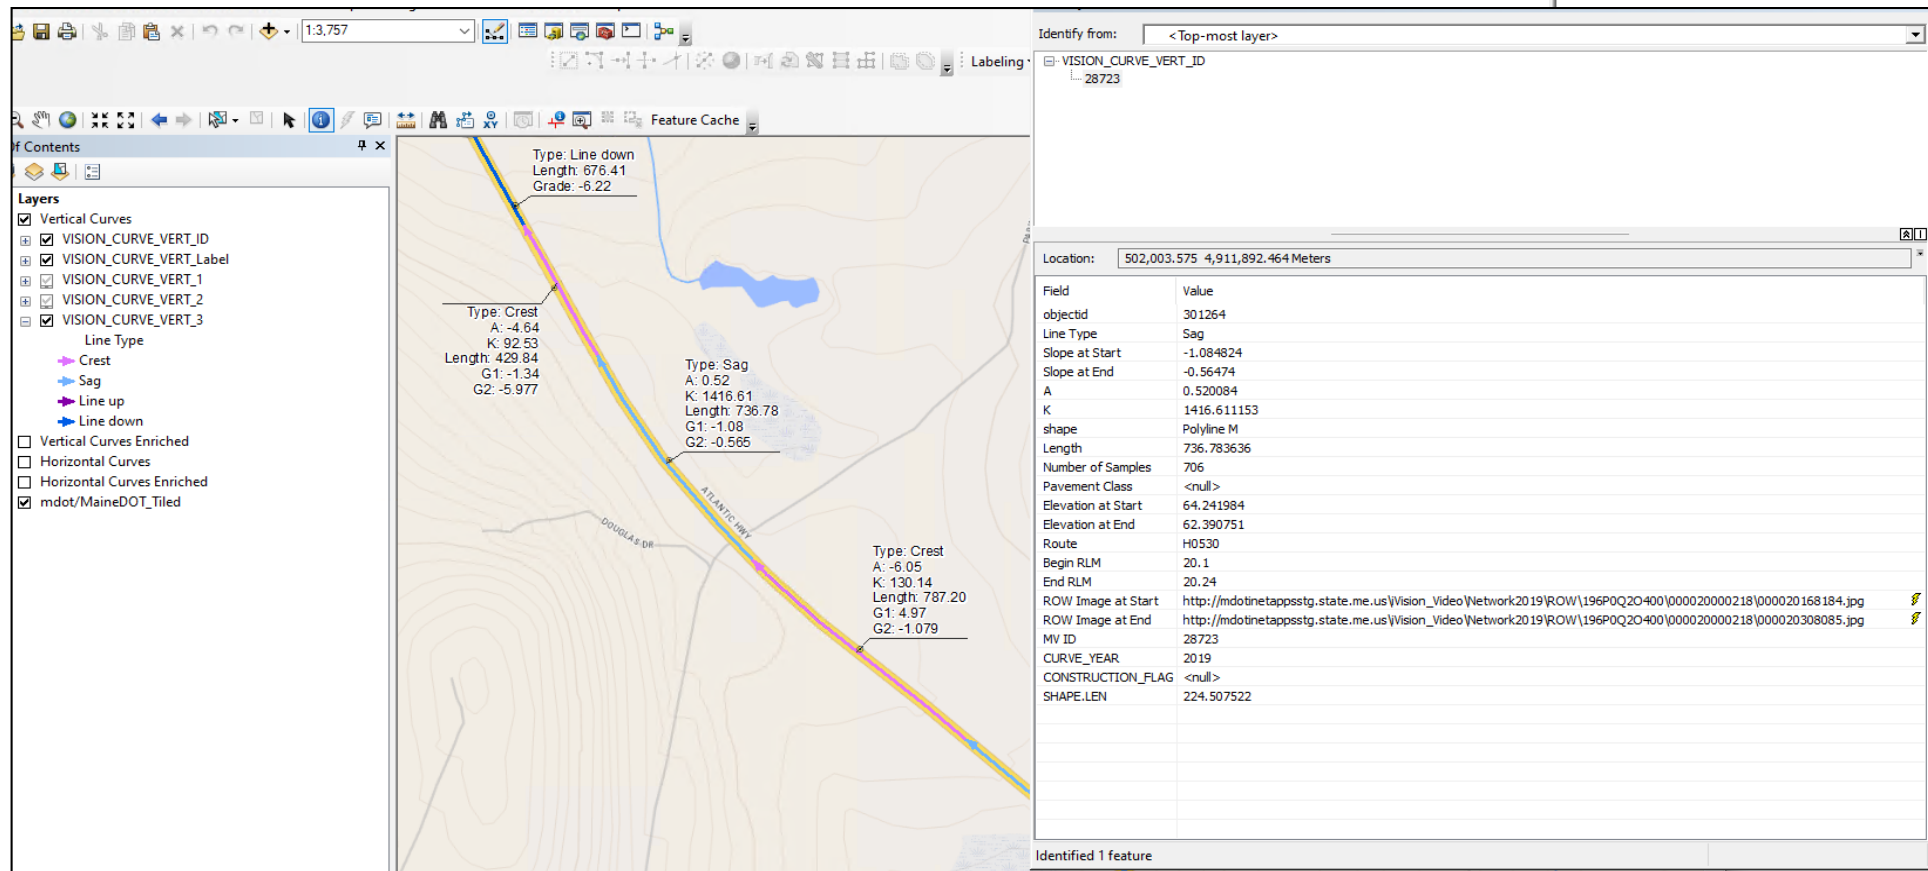 1:3,757
Labeling
Feature Cache
Of Contents
Layers
Vertical Curves
VISION_CURVE_VERT_ID
VISION_CURVE_VERT_Label
VISION_CURVE_VERT_1
VISION_CURVE_VERT_2
VISION_CURVE_VERT_3
Line Type
Crest
Sag
Line up
Line down
Vertical Curves Enriched
Horizontal Curves
Horizontal Curves Enriched
mdot/MaineDOT_Tiled
Type: Line down
Length: 676.41
Grade: -6.22
Type: Crest
A: -4.64
K: 92.53
Length: 429.84
G1: -1.34
G2: -5.977
Type: Sag
A: 0.52
K: 1416.61
Length: 736.78
G1: -1.08
G2: -0.565
ATLANTIC HWY
DOUGLAS DR
Type: Crest
A: -6.05
K: 130.14
Length: 787.20
G1: 4.97
G2: -1.079
Identify from: <Top-most layer>
VISION_CURVE_VERT_ID
28723
Location: 502,003.575 4,911,892.464 Meters
Field Value
objectid 301264
Line Type Sag
Slope at Start -1.084824
Slope at End -0.56474
A 0.520084
K 1416.611153
shape Polyline M
Length 736.783636
Number of Samples 706
Pavement Class <null>
Elevation at Start 64.241984
Elevation at End 62.390751
Route H0530
Begin RLM 20.1
End RLM 20.24
ROW Image at Start http://mdotinetappsstg.state.me.us\iVision_Video\Network2019\ROW\196P0Q2O400\000020000218\000020168184.jpg
ROW Image at End http://mdotinetappsstg.state.me.us\iVision_Video\Network2019\ROW\196P0Q2O400\000020000218\000020308085.jpg
MV ID 28723
CURVE_YEAR 2019
CONSTRUCTION_FLAG <null>
SHAPE.LEN 224.507522
Identified 1 feature